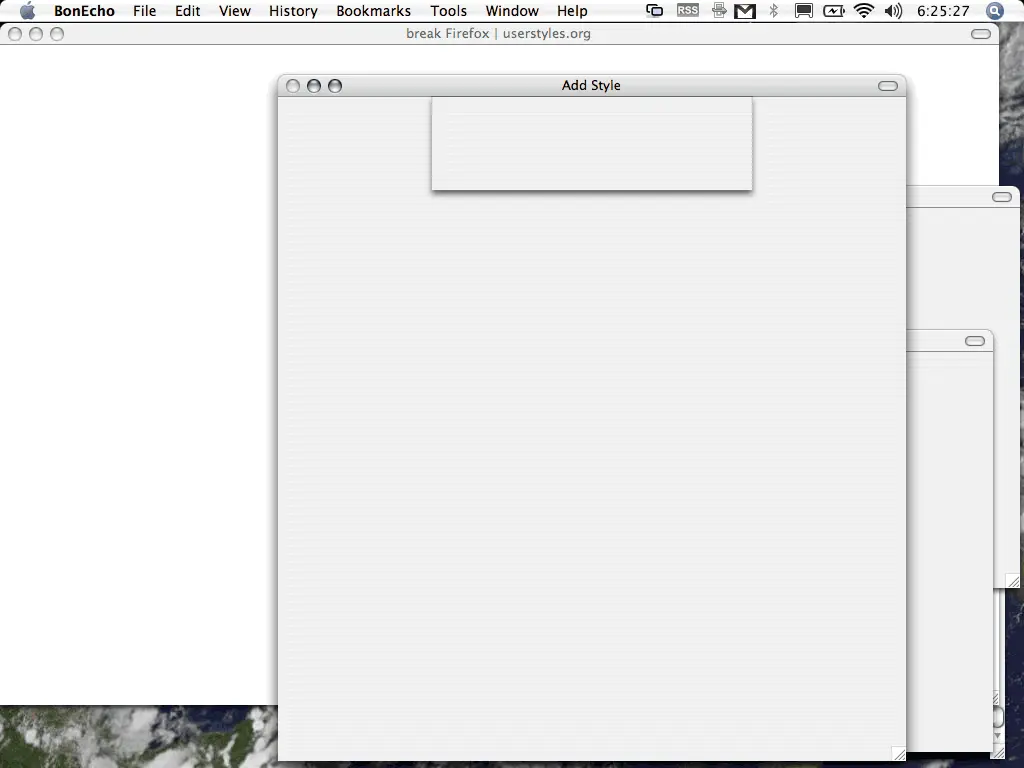 BonEcho File Edit View History Bookmarks Tools Window Help RSS 6:25:27
break Firefox | userstyles.org
Add Style